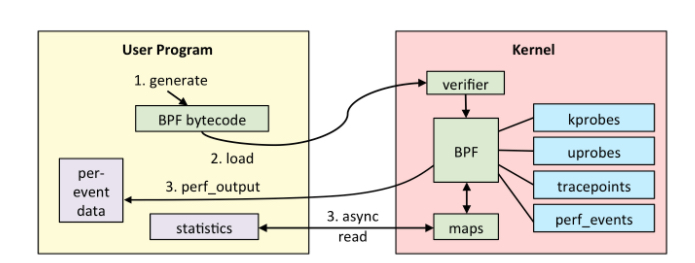 User Program
1. generate
BPF bytecode
2. load
per-
event
data
3. perf_output
statistics
3. async
read
Kernel
verifier
BPF
maps
kprobes
uprobes
tracepoints
perf_events